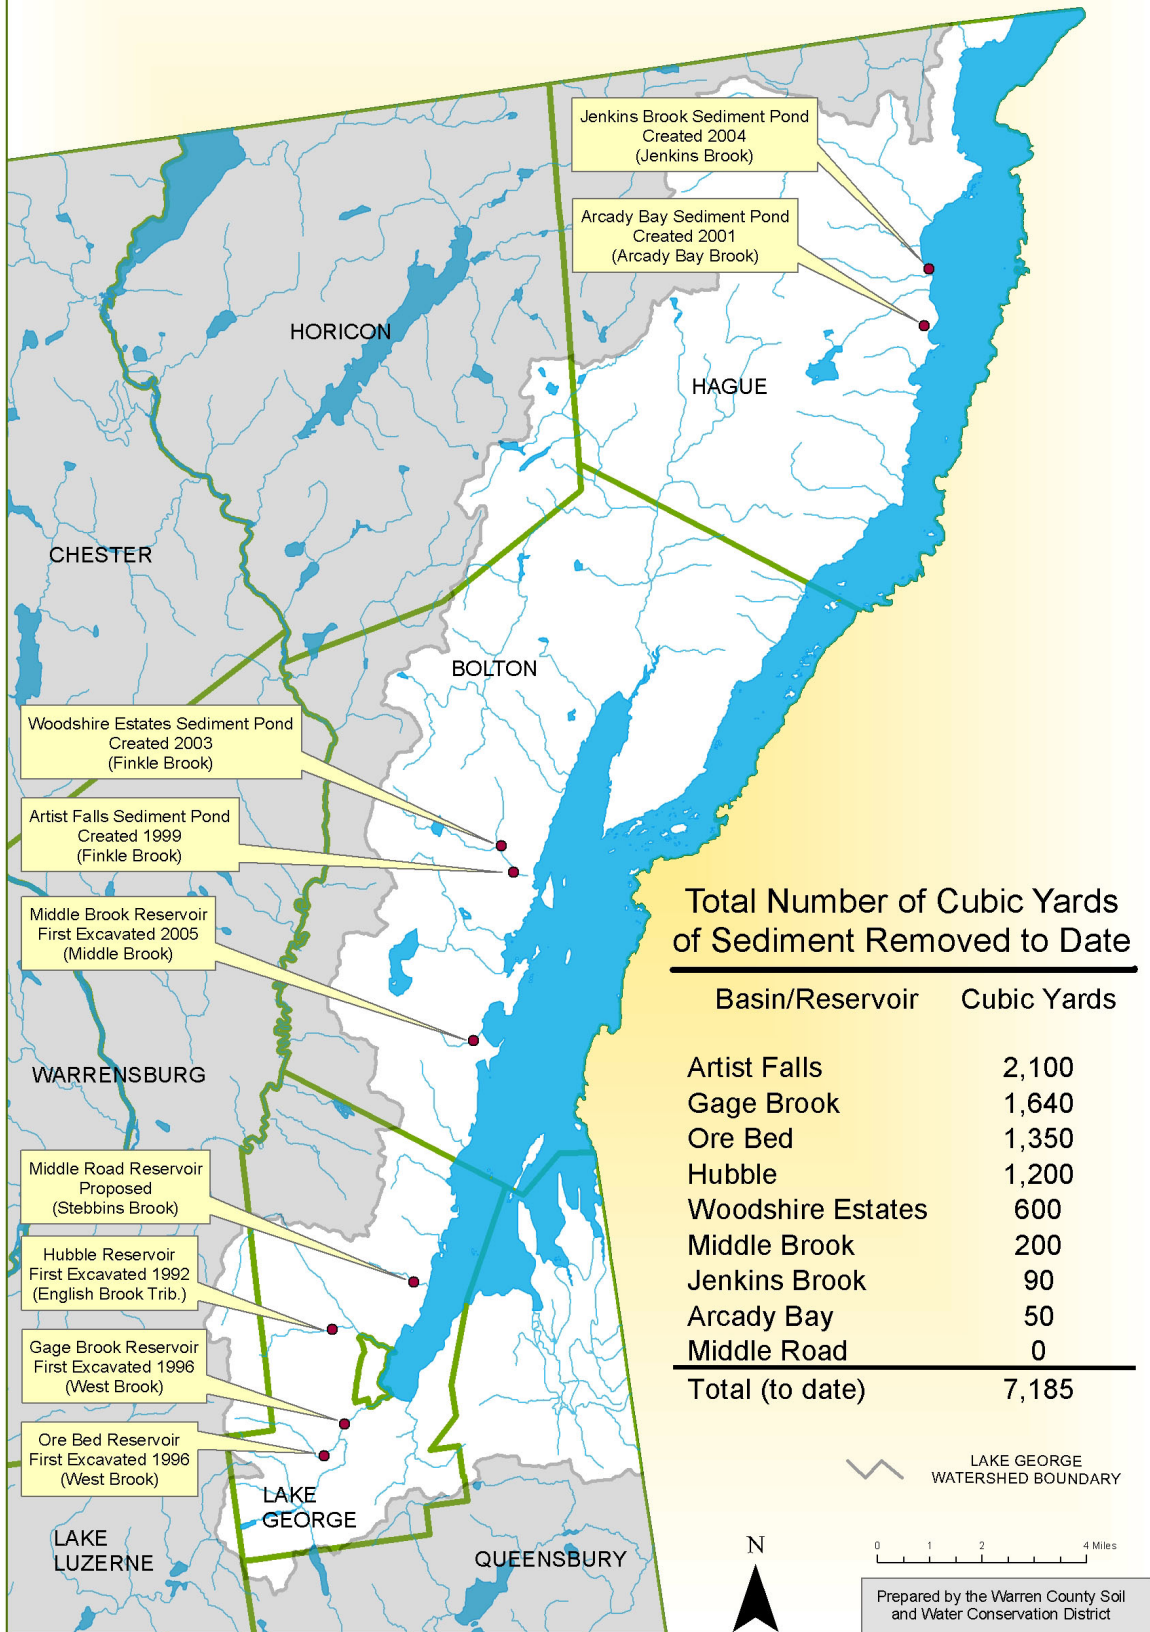 Jenkins Brook Sediment Pond
Created 2004
(Jenkins Brook)
Arcady Bay Sediment Pond
Created 2001
(Arcady Bay Brook)
HORICON
HAGUE
CHESTER
BOLTON
Woodshire Estates Sediment Pond
Created 2003
(Finkle Brook)
Artist Falls Sediment Pond
Created 1999
(Finkle Brook)
Middle Brook Reservoir
First Excavated 2005
(Middle Brook)
WARRENSBURG
Middle Road Reservoir
Proposed
(Stebbins Brook)
Hubble Reservoir
First Excavated 1992
(English Brook Trib.)
Gage Brook Reservoir
First Excavated 1996
(West Brook)
Ore Bed Reservoir
First Excavated 1996
(West Brook)
LAKE
GEORGE
LAKE
LUZERNE
QUEENSBURY
Total Number of Cubic Yards
of Sediment Removed to Date
Basin/Reservoir Cubic Yards
Artist Falls 2,100
Gage Brook 1,640
Ore Bed 1,350
Hubble 1,200
Woodshire Estates 600
Middle Brook 200
Jenkins Brook 90
Arcady Bay 50
Middle Road 0
Total (to date) 7,185
LAKE GEORGE
WATERSHED BOUNDARY
N
0 1 2 4 Miles
Prepared by the Warren County Soil
and Water Conservation District